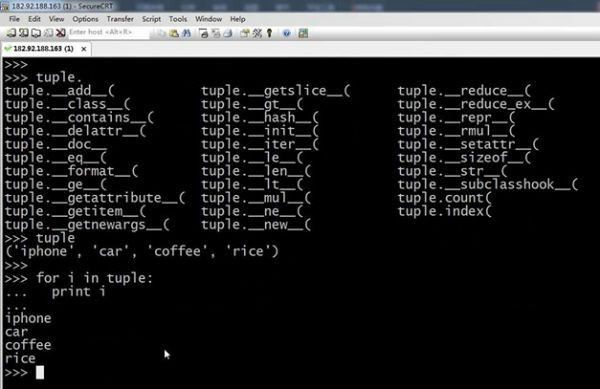 182.92.188.163 (1) - SecureCRT
File Edit View Options Transfer Script Tools Window Help
Enter host <Alt+R>
182.92.188.163 (1) ×
>>>
>>> tuple.
tuple.__add__( tuple.__getslice__( tuple.__reduce__(
tuple.__class__( tuple.__gt__( tuple.__reduce_ex__(
tuple.__contains__( tuple.__hash__( tuple.__repr__(
tuple.__delattr__( tuple.__init__( tuple.__rmul__(
tuple.__doc__ tuple.__iter__( tuple.__setattr__(
tuple.__eq__( tuple.__le__( tuple.__sizeof__(
tuple.__format__( tuple.__len__( tuple.__str__(
tuple.__ge__( tuple.__lt__( tuple.__subclasshook__(
tuple.__getattribute__( tuple.__mul__( tuple.count(
tuple.__getitem__( tuple.__ne__( tuple.index(
tuple.__getnewargs__( tuple.__new__(
>>> tuple
('iphone', 'car', 'coffee', 'rice')
>>>
>>> for i in tuple:
... print i
...
iphone
car
coffee
rice
>>>